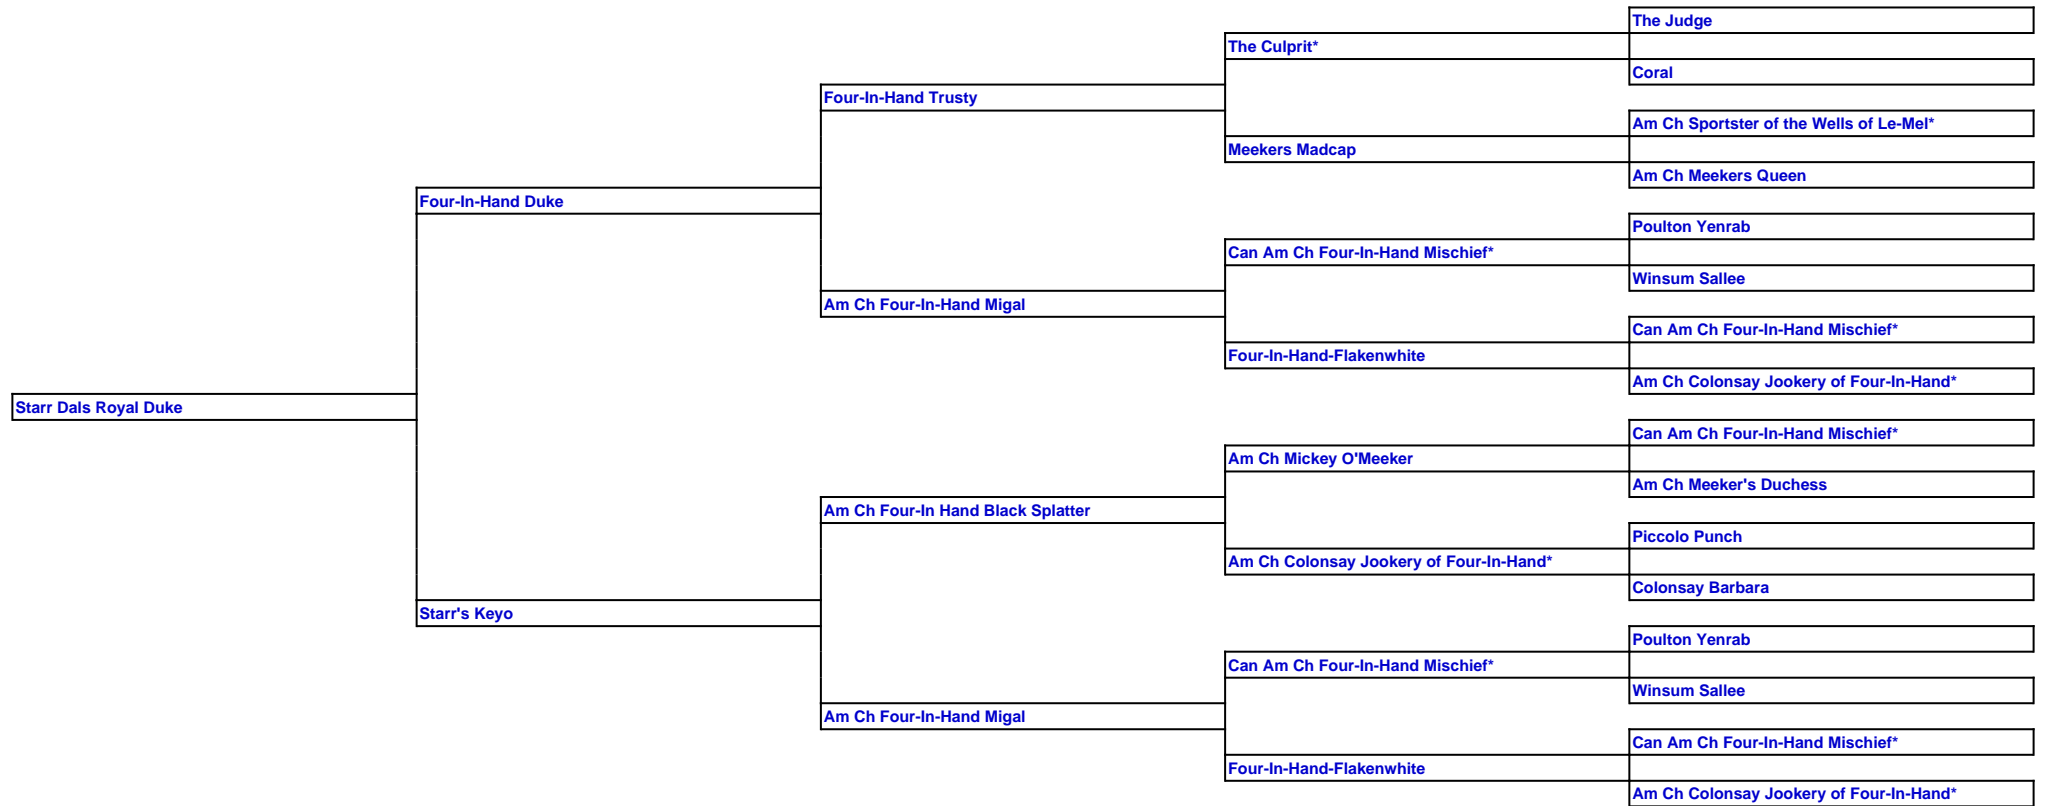 The Judge
The Culprit*
Coral
Four-In-Hand Trusty
Am Ch Sportster of the Wells of Le-Mel*
Meekers Madcap
Am Ch Meekers Queen
Four-In-Hand Duke
Poulton Yenrab
Can Am Ch Four-In-Hand Mischief*
Winsum Sallee
Am Ch Four-In-Hand Migal
Can Am Ch Four-In-Hand Mischief*
Four-In-Hand-Flakenwhite
Am Ch Colonsay Jookery of Four-In-Hand*
Starr Dals Royal Duke
Can Am Ch Four-In-Hand Mischief*
Am Ch Mickey O'Meeker
Am Ch Meeker's Duchess
Am Ch Four-In Hand Black Splatter
Piccolo Punch
Am Ch Colonsay Jookery of Four-In-Hand*
Colonsay Barbara
Starr's Keyo
Poulton Yenrab
Can Am Ch Four-In-Hand Mischief*
Winsum Sallee
Am Ch Four-In-Hand Migal
Can Am Ch Four-In-Hand Mischief*
Four-In-Hand-Flakenwhite
Am Ch Colonsay Jookery of Four-In-Hand*